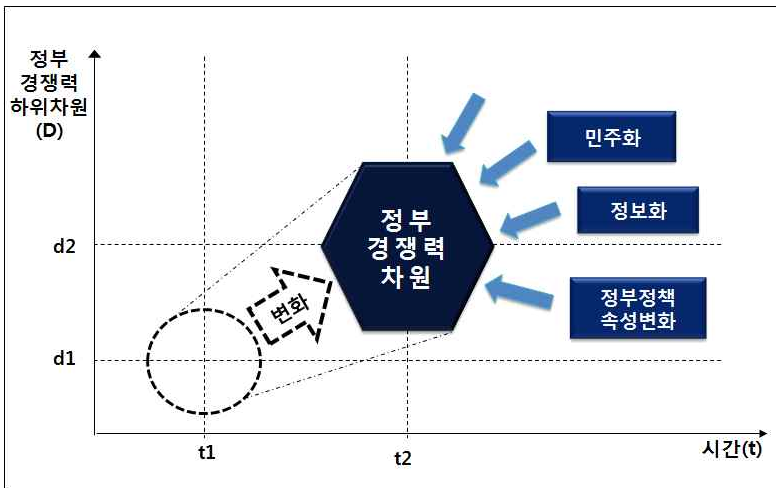 정부
경쟁력
하위차원
(D)
민주화
정보화
정부
경쟁력
차원
d2
정부정책
속성변화
변화
d1
t1
t2
시간(t)